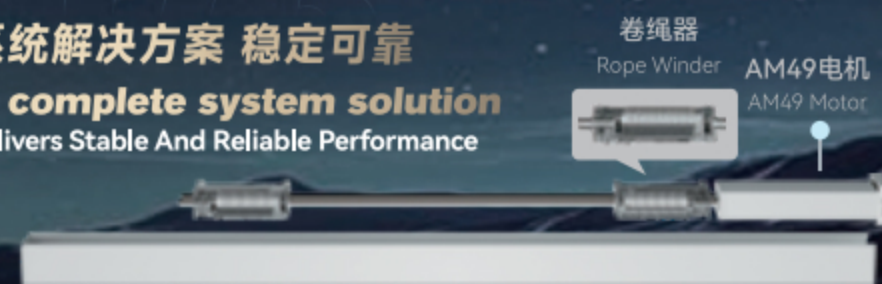 系统解决方案 稳定可靠
complete system solution
livers Stable And Reliable Performance
卷绳器
Rope Winder
AM49电机
AM49 Motor